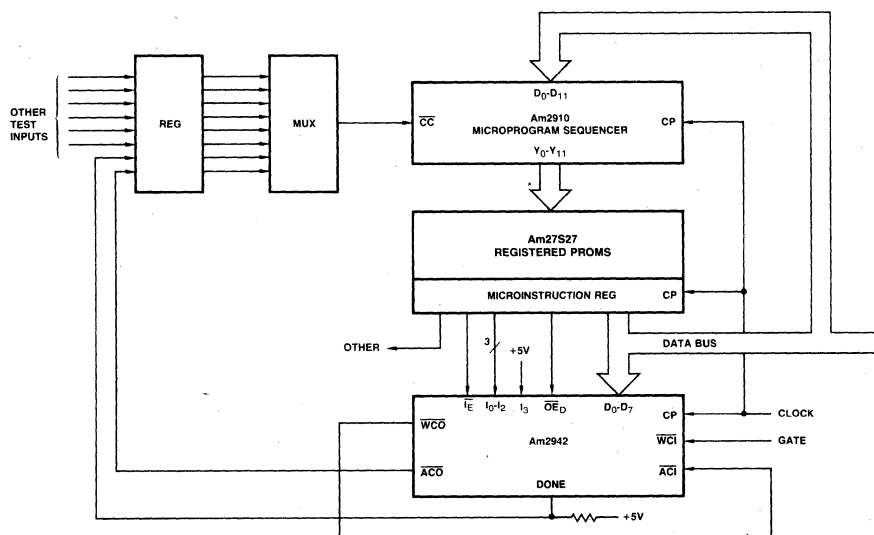 OTHER
TEST
INPUTS
REG
MUX
D0-D11
CC
Am2910
MICROPROGRAM SEQUENCER
CP
Y0-Y11
Am27S27
REGISTERED PROMS
MICROINSTRUCTION REG
CP
OTHER
3
+5V
DATA BUS
IE
I0-I2
I3
OED
D0-D7
CP
CLOCK
WCO
Am2942
WCI
GATE
ACO
ACI
DONE
+5V